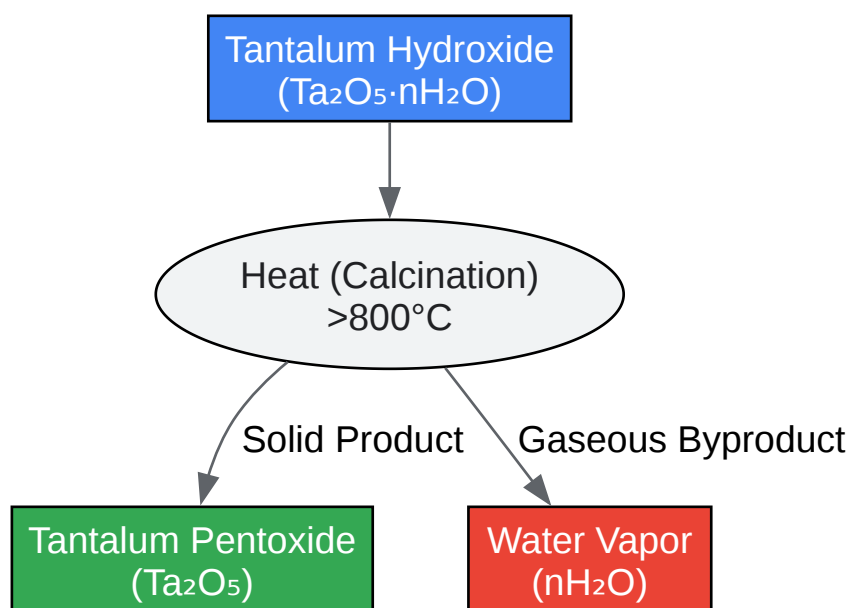 Tantalum Hydroxide
(Ta₂O₅·nH₂O)
Heat (Calcination)
>800°C
Solid Product
Gaseous Byproduct
Tantalum Pentoxide
(Ta₂O₅)
Water Vapor
(nH₂O)